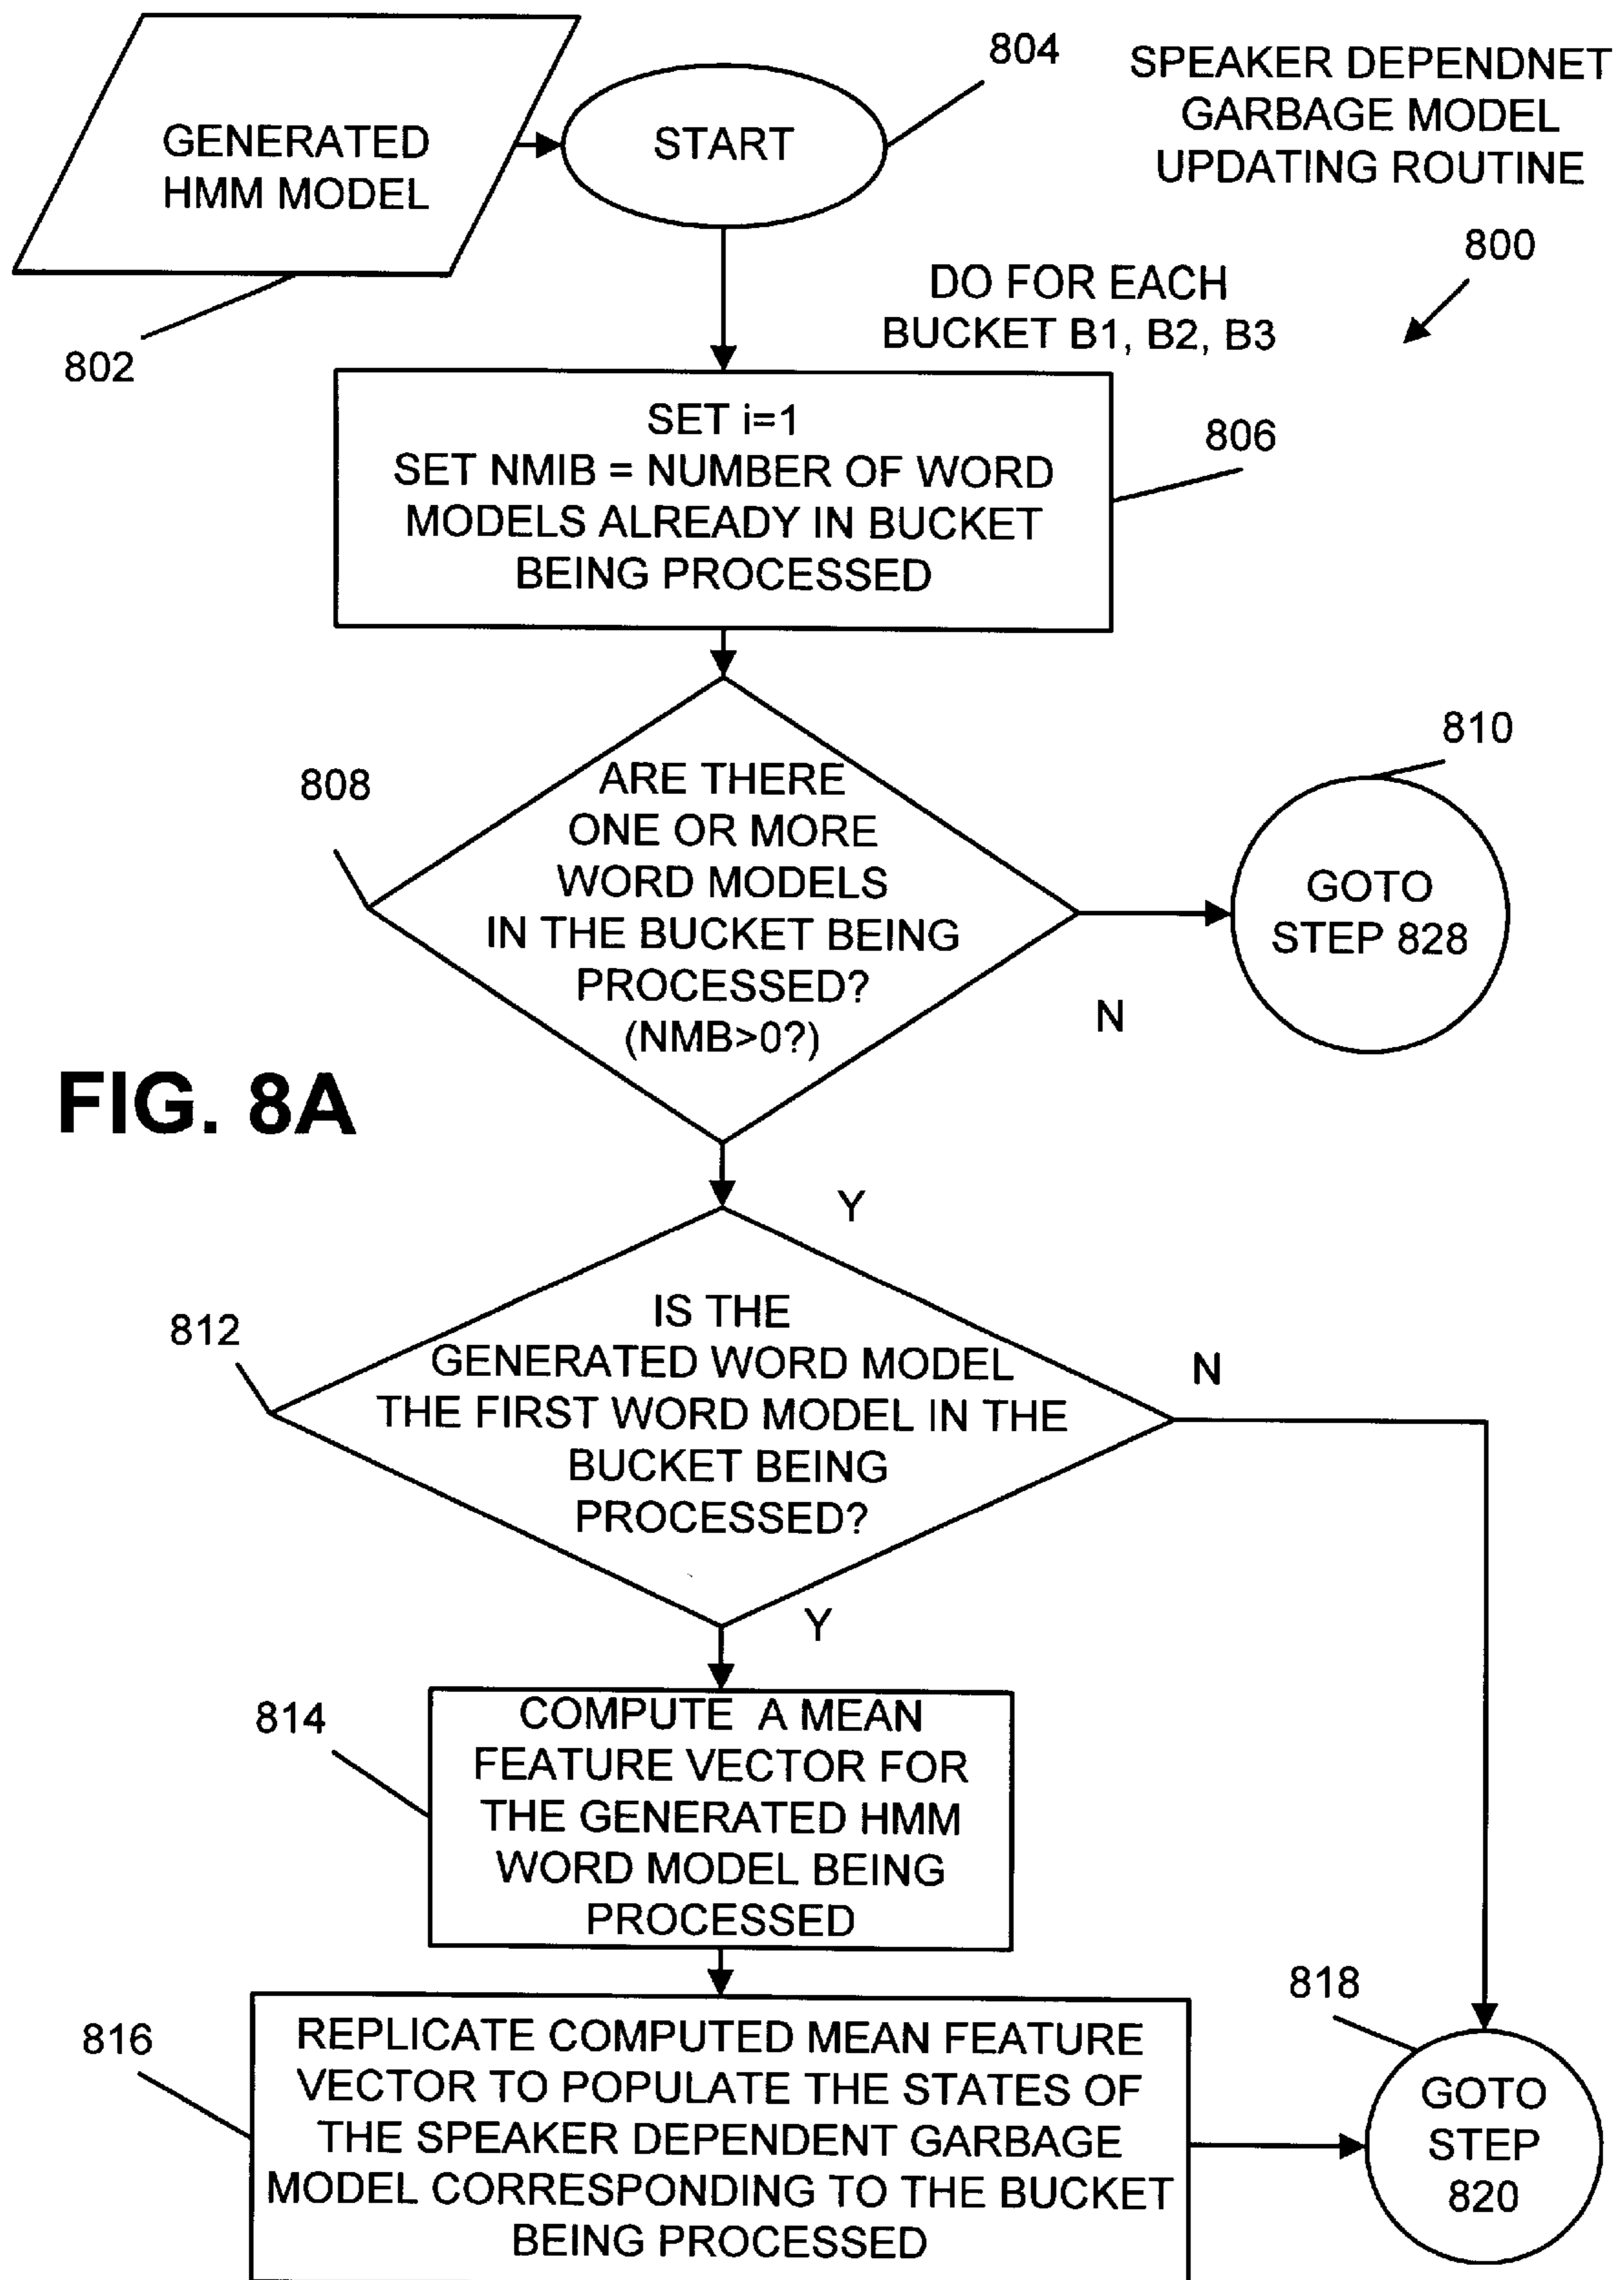 804
SPEAKER DEPENDNET
GARBAGE MODEL
UPDATING ROUTINE
GENERATED
HMM MODEL
START
800
DO FOR EACH
BUCKET B1, B2, B3
802
SET i=1
SET NMIB = NUMBER OF WORD
MODELS ALREADY IN BUCKET
BEING PROCESSED
806
810
808
ARE THERE
ONE OR MORE
WORD MODELS
IN THE BUCKET BEING
PROCESSED?
(NMB>0?)
GOTO
STEP 828
N
FIG. 8A
Y
812
IS THE
GENERATED WORD MODEL
THE FIRST WORD MODEL IN THE
BUCKET BEING
PROCESSED?
N
Y
814
COMPUTE A MEAN
FEATURE VECTOR FOR
THE GENERATED HMM
WORD MODEL BEING
PROCESSED
818
816
REPLICATE COMPUTED MEAN FEATURE
VECTOR TO POPULATE THE STATES OF
THE SPEAKER DEPENDENT GARBAGE
MODEL CORRESPONDING TO THE BUCKET
BEING PROCESSED
GOTO
STEP
820